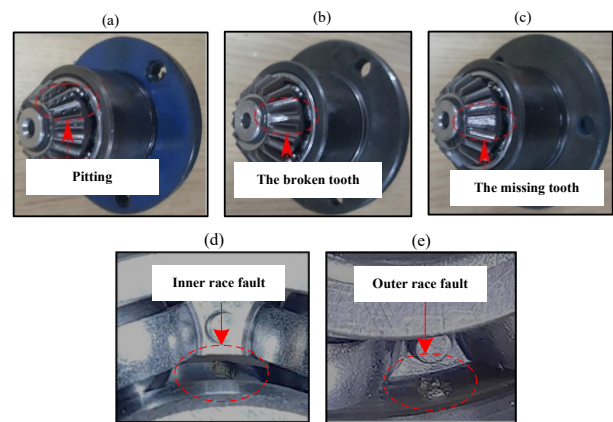 (a)
(b)
(c)
Pitting
The broken tooth
The missing tooth
(d)
(e)
Inner race fault
Outer race fault